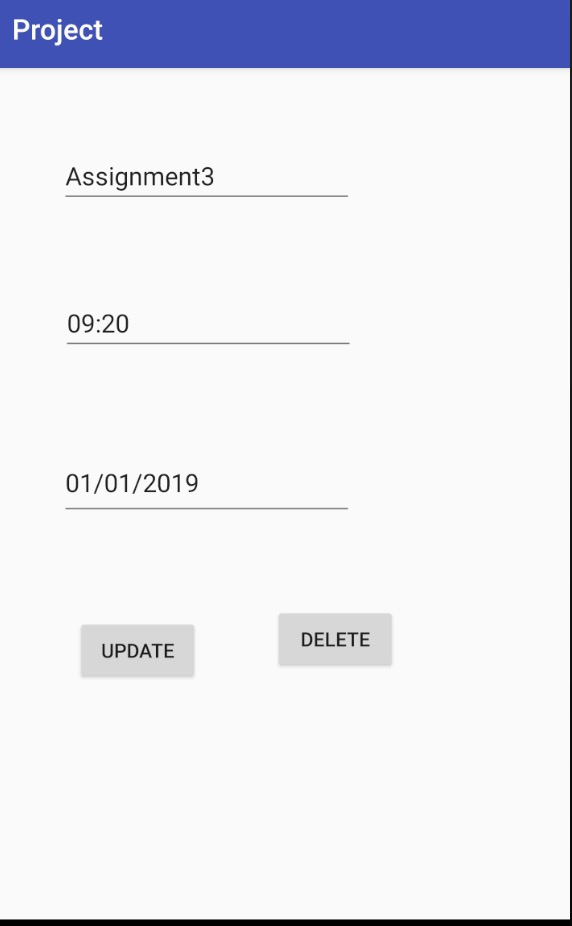 Project
Assignment3
09:20
01/01/2019
UPDATE
DELETE